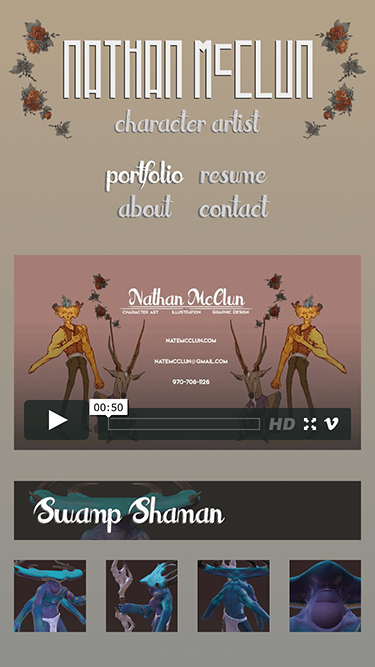 NATHAN McCLUN
character artist
portfolio resume
about contact
Nathan McClun
CHARACTER ART ILLUSTRATION GRAPHIC DESIGN
NATEMCCLUN.COM
NATEMCCLUN@GMAIL.COM
970-708-1126
00:50
HD
Swamp Shaman